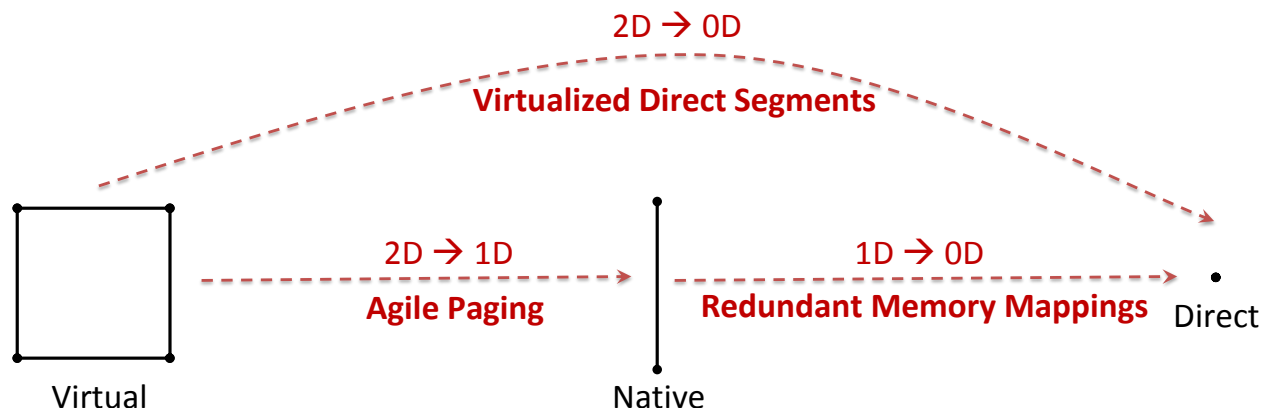 2D → 0D
Virtualized Direct Segments
2D → 1D
Agile Paging
1D → 0D
Redundant Memory Mappings
Virtual
Native
Direct